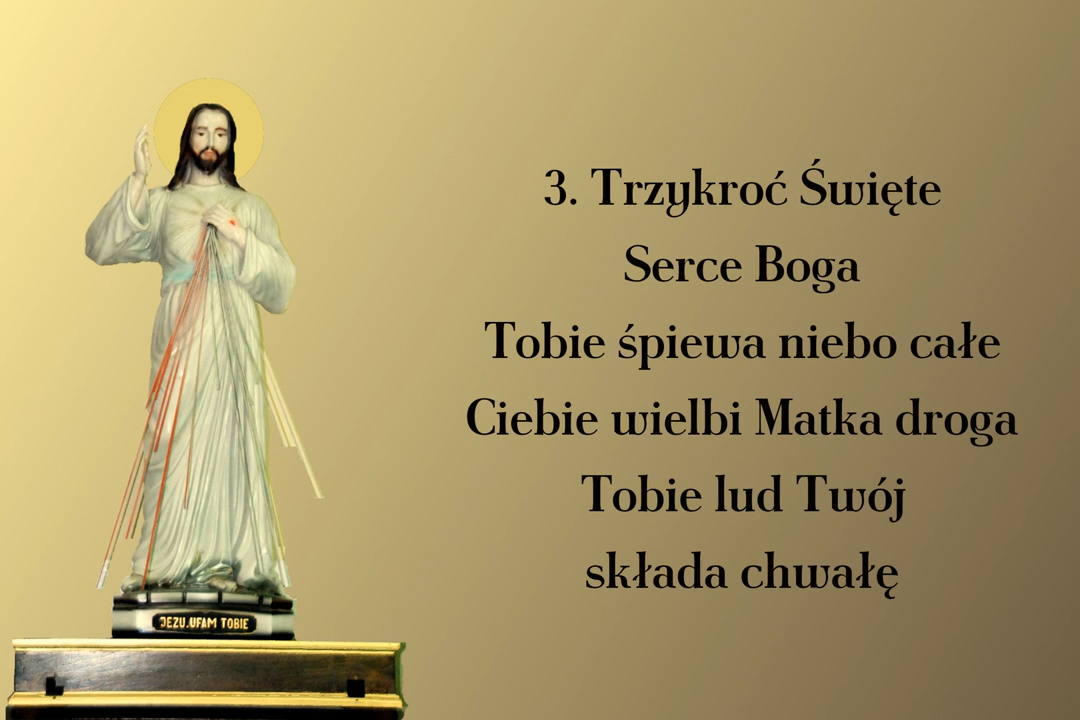 3. Trzykroć Święte
Serce Boga
Tobie śpiewa niebo całe
Ciebie wielbi Matka droga
Tobie lud Twój
składa chwałę
JEZU.UFAM TOBIE